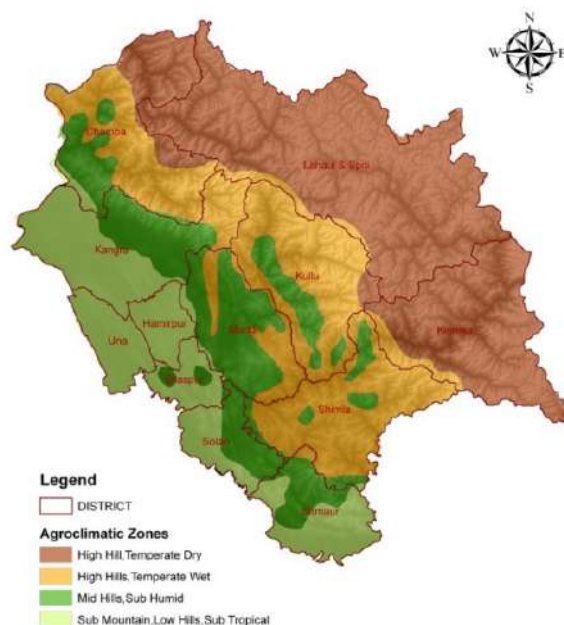 N
W E
S
Chamba
Lahaul & Spiti
Kangra
Kullu
Hamirpur
Mandi
Una
Kinnaur
Shimla
Solan
Sirmaur
Legend
DISTRICT
Agroclimatic Zones
High Hill,Temperate Dry
High Hills,Temperate Wet
Mid Hills,Sub Humid
Sub Mountain,Low Hills,Sub Tropical